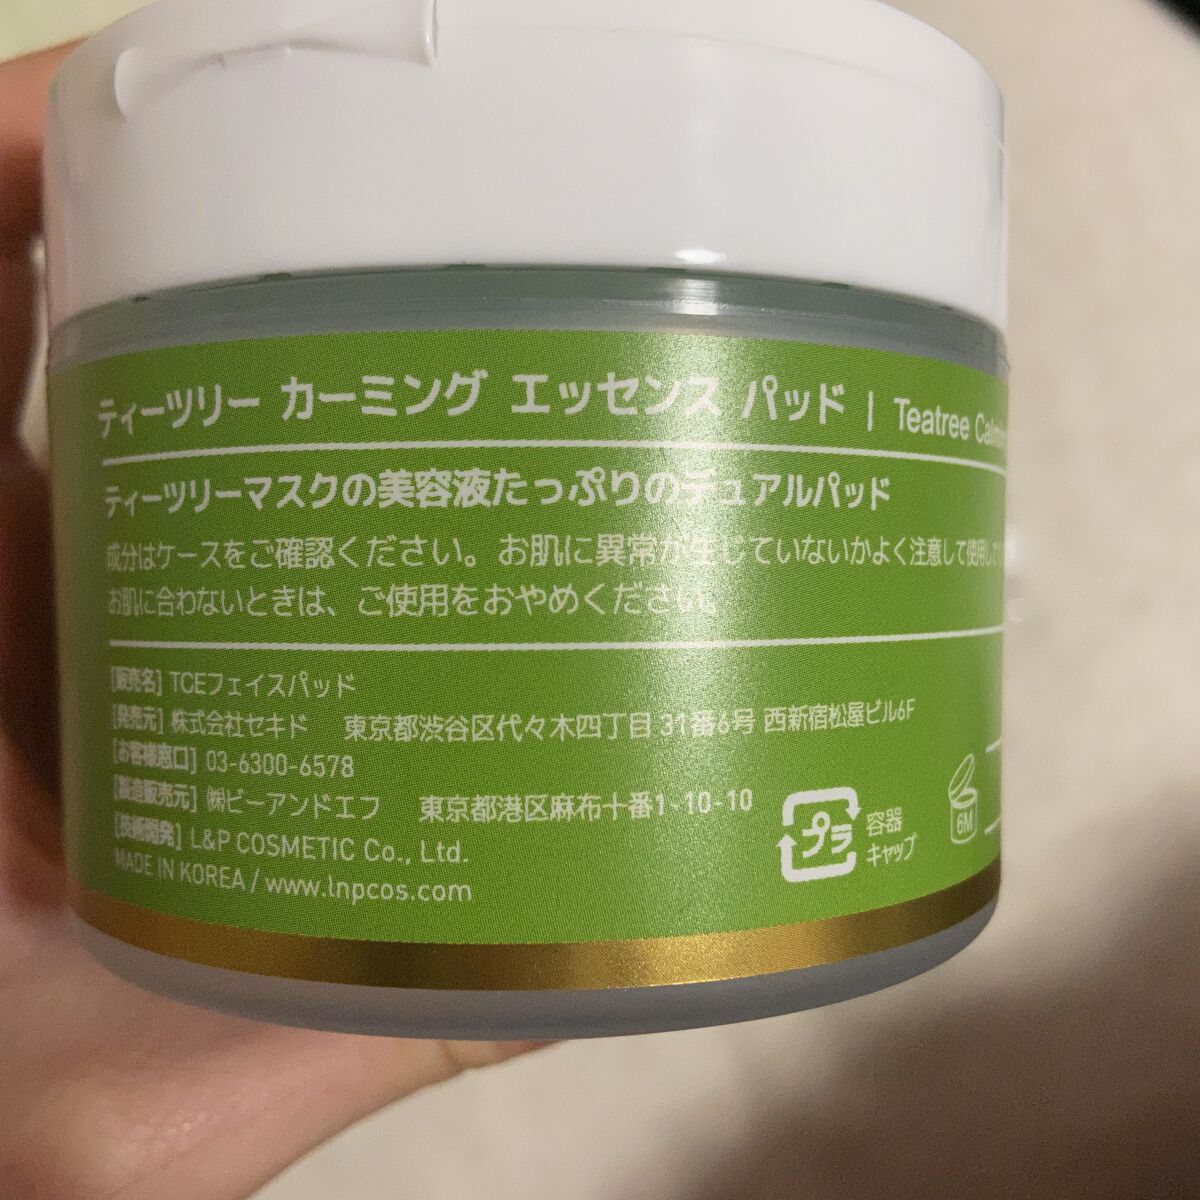 ティーツリー カーミング エッセンス パッド | Teatree
ティーツリーマスクの美容液たっぷりのデュアルパッド
成分はケースをご確認ください。お肌に異常が生じていないかよく注意して使用して
お肌に合わないときは、ご使用をおやめください。
[販売名] TCEフェイスパッド
[発売元] 株式会社セキド 東京都渋谷区代々木四丁目31番6号 西新宿松屋ビル6F
[お客様窓口] 03-6300-6578
[製造販売元] ㈱ビーアンドエフ 東京都港区麻布十番1-10-10
[技術開発] L&P COSMETIC Co., Ltd.
MADE IN KOREA / www.lnpcos.com
プラ
容器
キャップ
6M